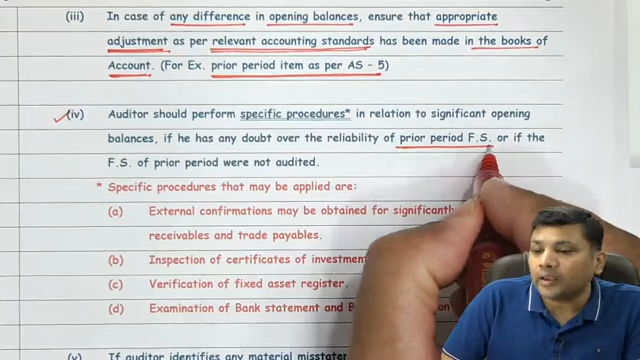 (iii) In case of any difference in opening balances, ensure that appropriate
adjustment as per relevant accounting standards has been made in the books of
Account. (For Ex. prior period item as per AS - 5)
(iv) Auditor should perform specific procedures* in relation to significant opening
balances, if he has any doubt over the reliability of prior period F.S. or if the
F.S. of prior period were not audited.
* Specific procedures that may be applied are:
(a) External confirmations may be obtained for significant
receivables and trade payables.
(b) Inspection of certificates of investment
(c) Verification of fixed asset register.
(d) Examination of Bank statement and B
(v) If auditor identifies any material